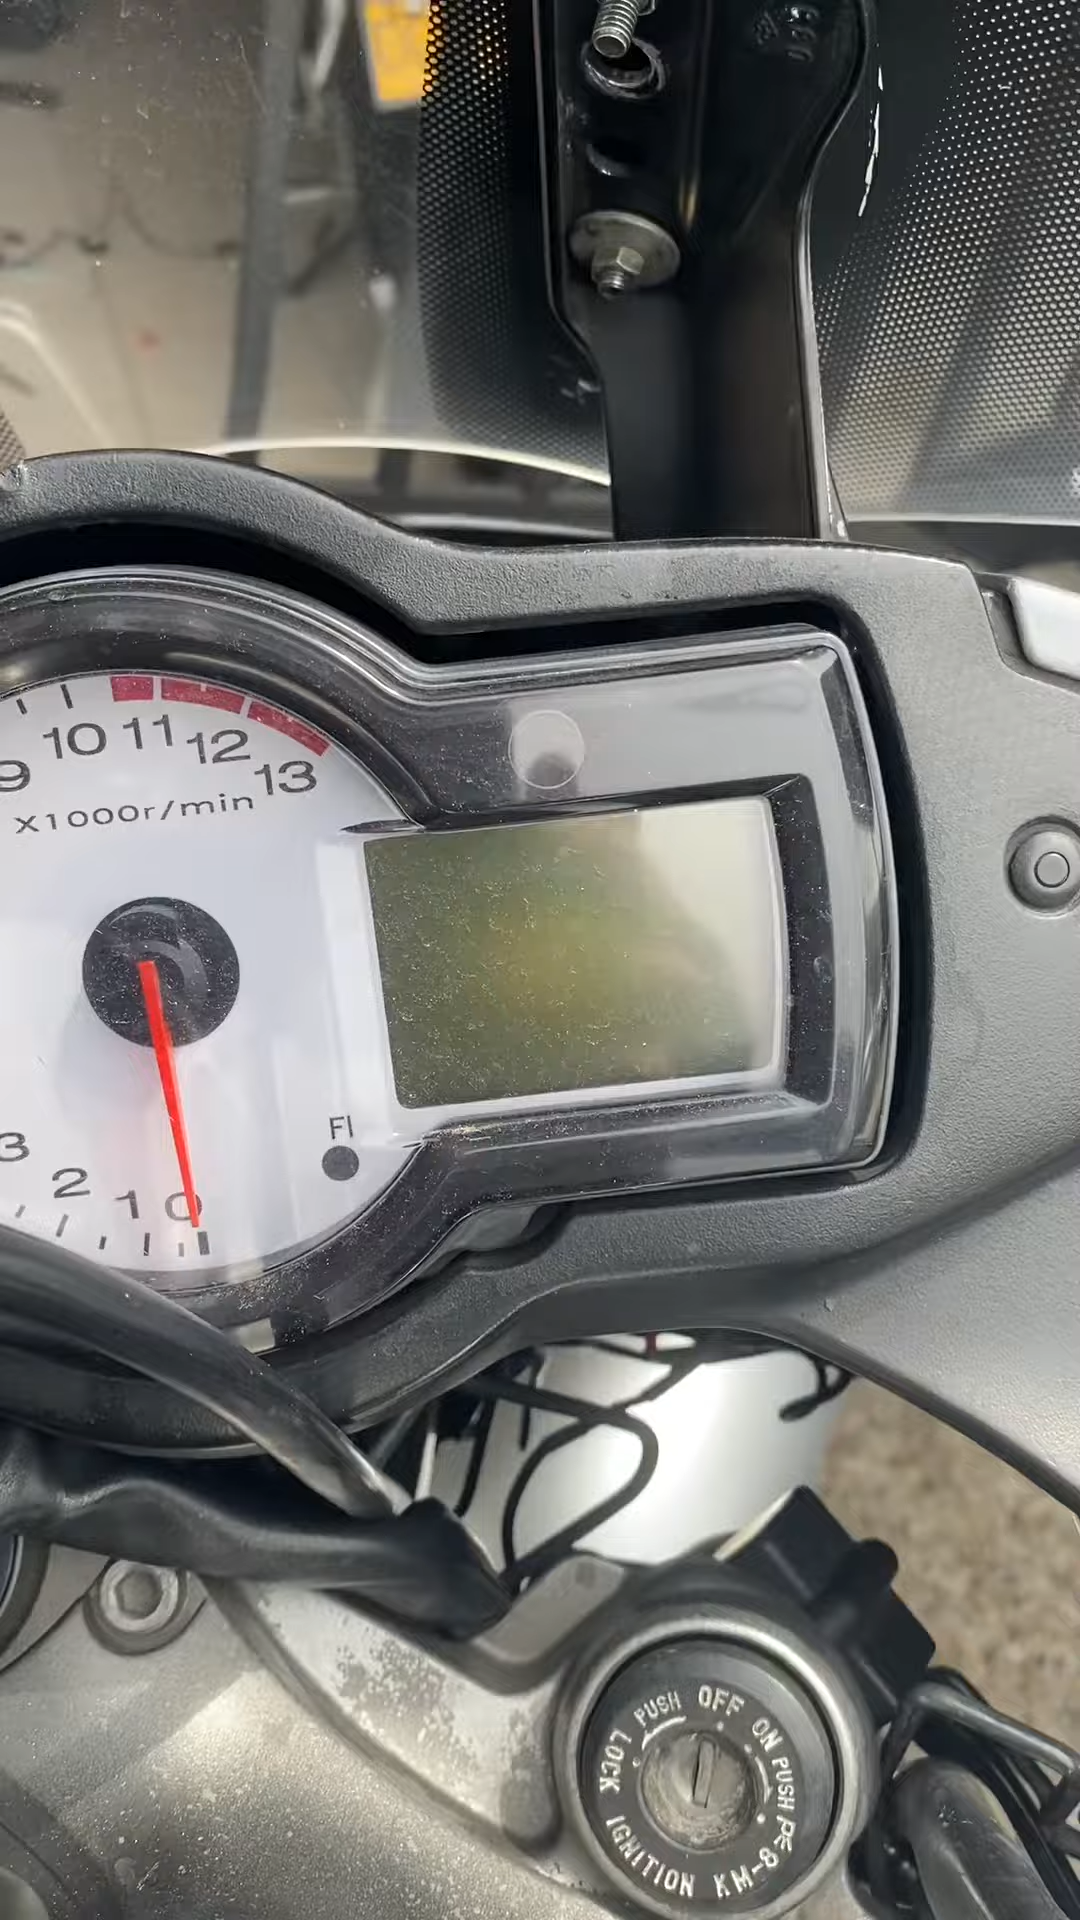 9 10 11 12 13
X1000r/min
FI
3 2 1 0
LOCK PUSH OFF ON PUSH
IGNITION KM-8